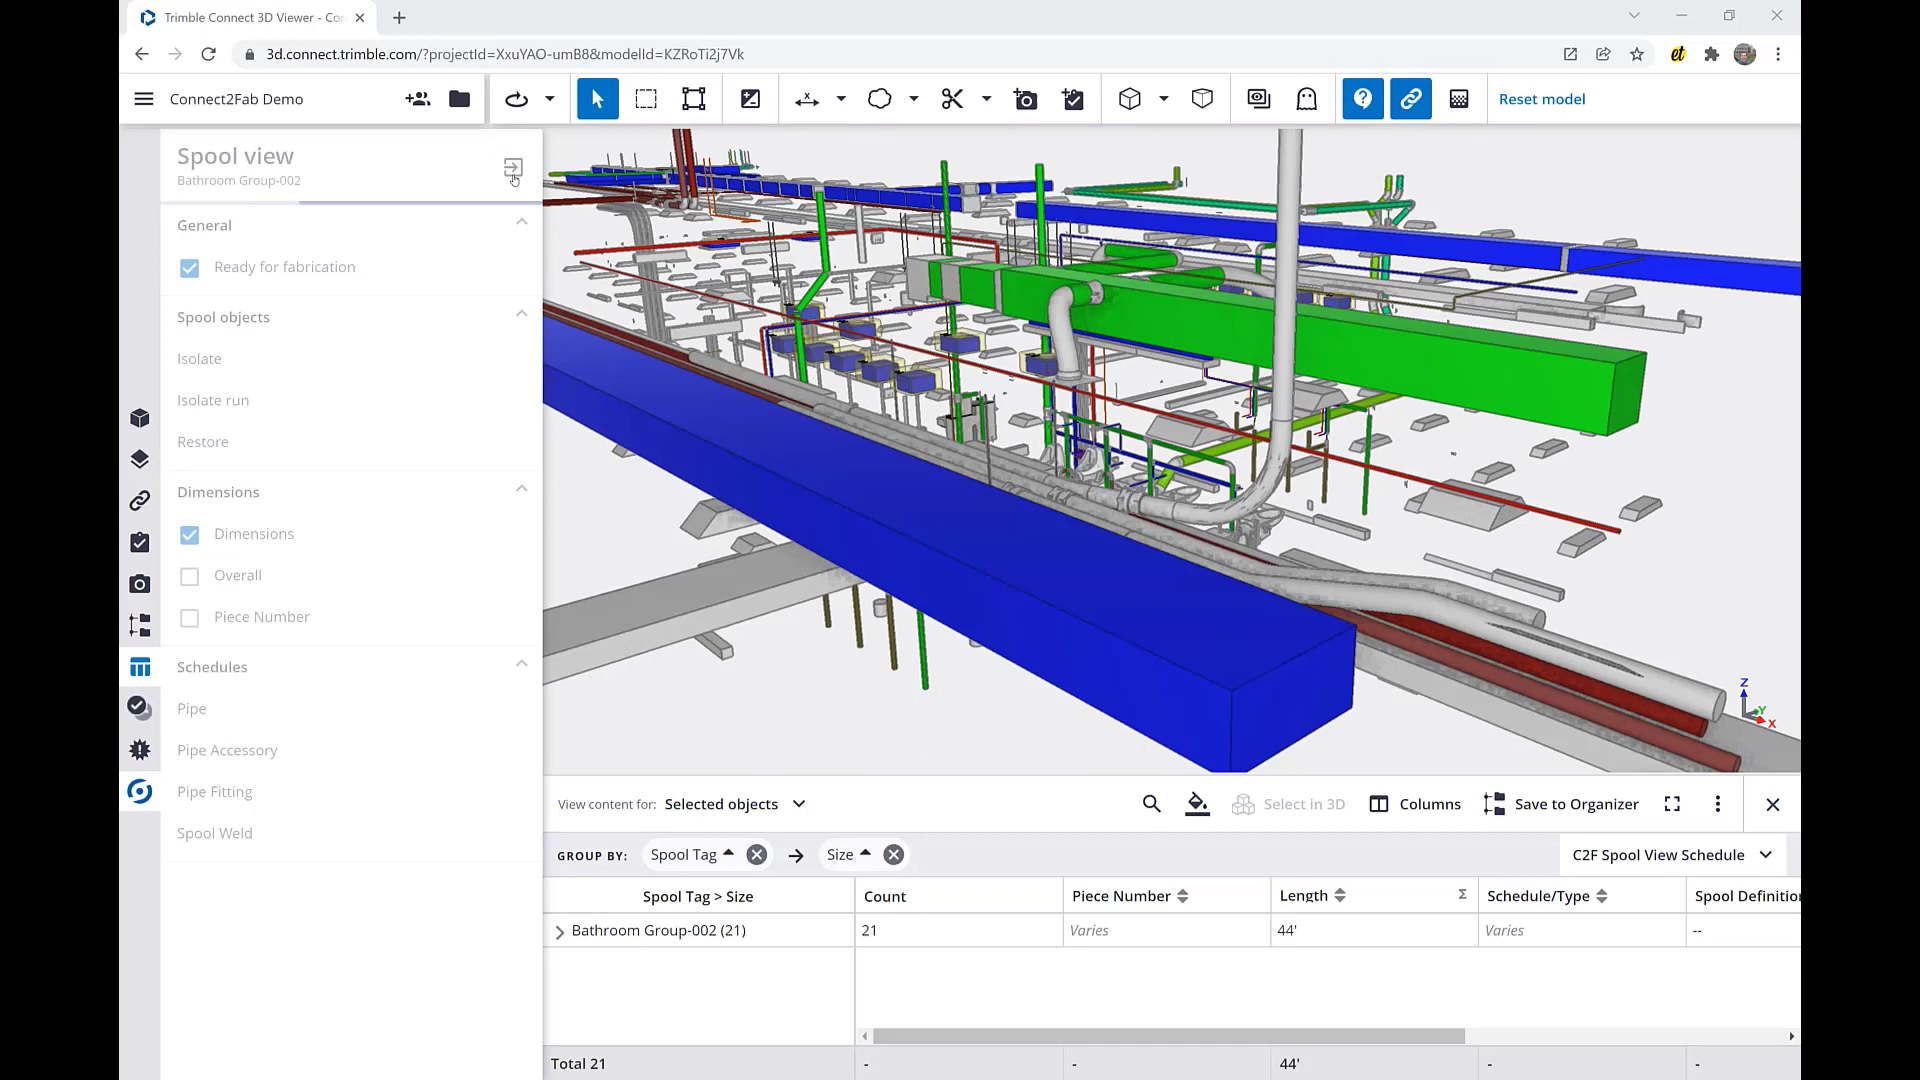 Trimble Connect 3D Viewer - Co
3d.connect.trimble.com/?projectId=XxuYAO-umB8&modelId=KZRoTi2j7Vk
et
Connect2Fab Demo
Reset model
Spool view
Bathroom Group-002
General
Ready for fabrication
Spool objects
Isolate
Isolate run
Restore
Dimensions
Dimensions
Overall
Piece Number
Schedules
Pipe
Pipe Accessory
Pipe Fitting
Spool Weld
Z
Y
X
View content for: Selected objects
Select in 3D
Columns
Save to Organizer
GROUP BY: Spool Tag Size
C2F Spool View Schedule
Spool Tag > Size Count Piece Number Length Σ Schedule/Type Spool Definition
Bathroom Group-002 (21) 21 Varies 44' Varies --
Total 21 - - 44' - -